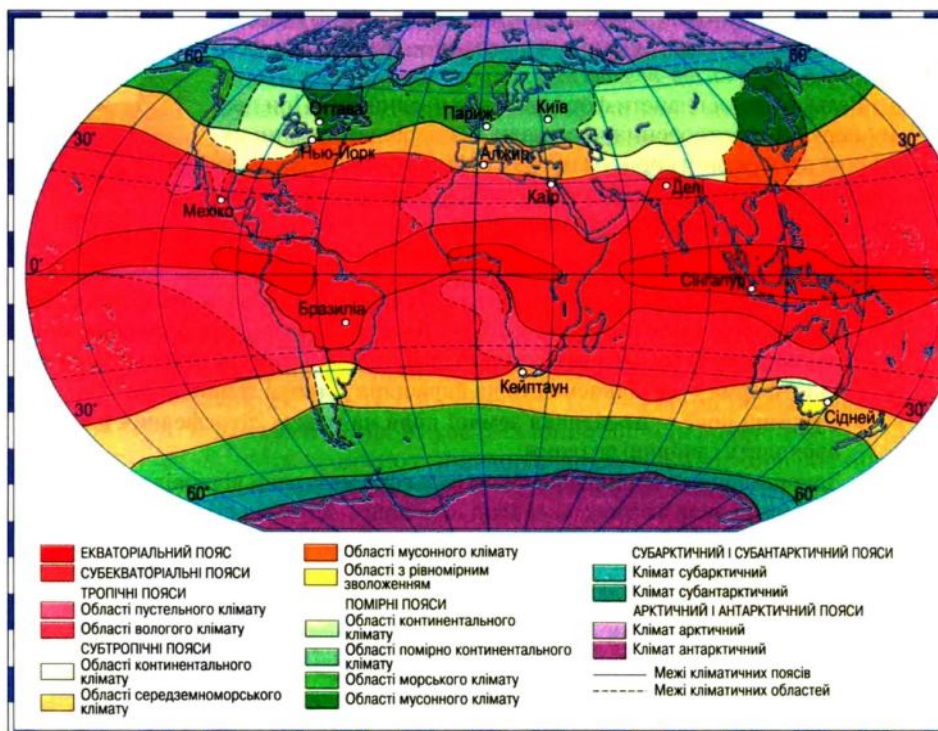 60°
60°
Оттава
Париж
Київ
30°
30°
Нью-Йорк
Алжир
Каїр
Делі
Мехіко
0°
0°
Сінгапур
Бразиліа
Кейптаун
Сідней
30°
30°
60°
60°
ЕКВАТОРІАЛЬНИЙ ПОЯС
СУБЕКВАТОРІАЛЬНІ ПОЯСИ
ТРОПІЧНІ ПОЯСИ
Області пустельного клімату
Області вологого клімату
СУБТРОПІЧНІ ПОЯСИ
Області континентального
клімату
Області середземноморського
клімату
Області мусонного клімату
Області з рівномірним
зволоженням
ПОМІРНІ ПОЯСИ
Області континентального
клімату
Області помірно континентального
клімату
Області морського клімату
Області мусонного клімату
СУБАРКТИЧНИЙ І СУБАНТАРКТИЧНИЙ ПОЯСИ
Клімат субарктичний
Клімат субантарктичний
АРКТИЧНИЙ І АНТАРКТИЧНИЙ ПОЯСИ
Клімат арктичний
Клімат антарктичний
Межі кліматичних поясів
Межі кліматичних областей